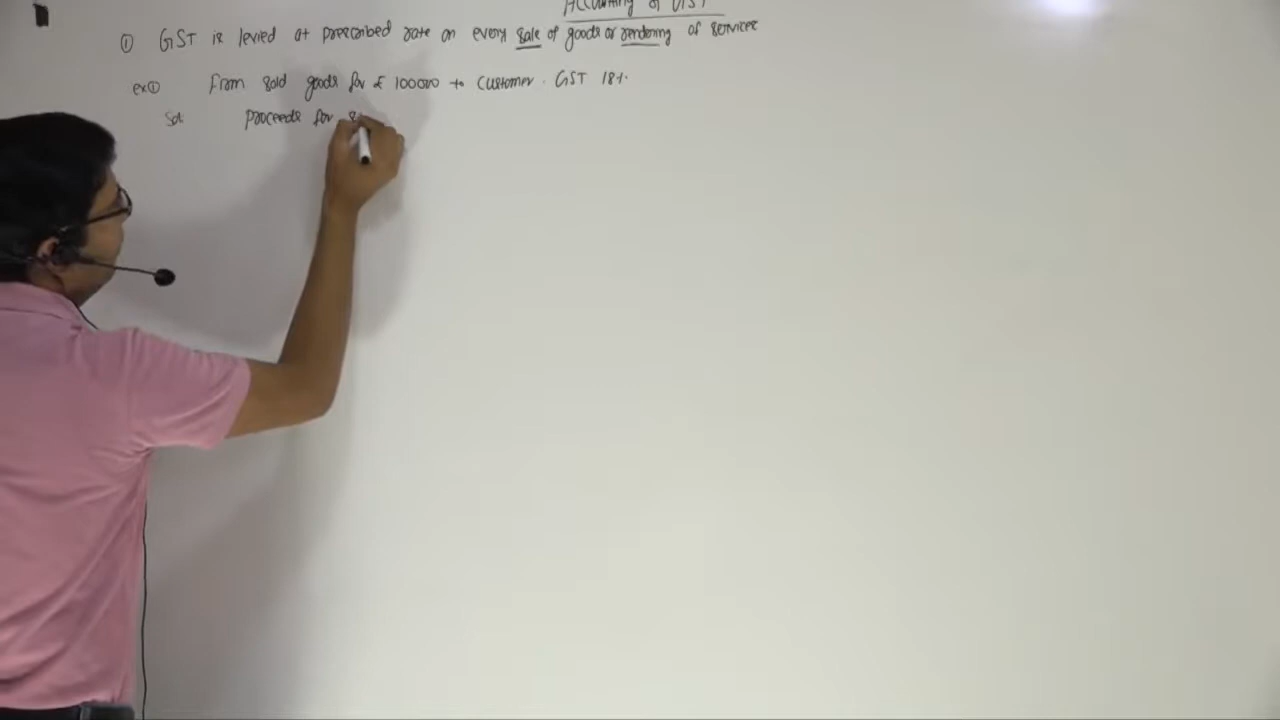 Accounting of GST
① GST is levied at prescribed rate on every sale of goods or rendering of services
ex① From sold goods for ₹ 100000 to customer. GST 18%.
Sol: Proceeds for